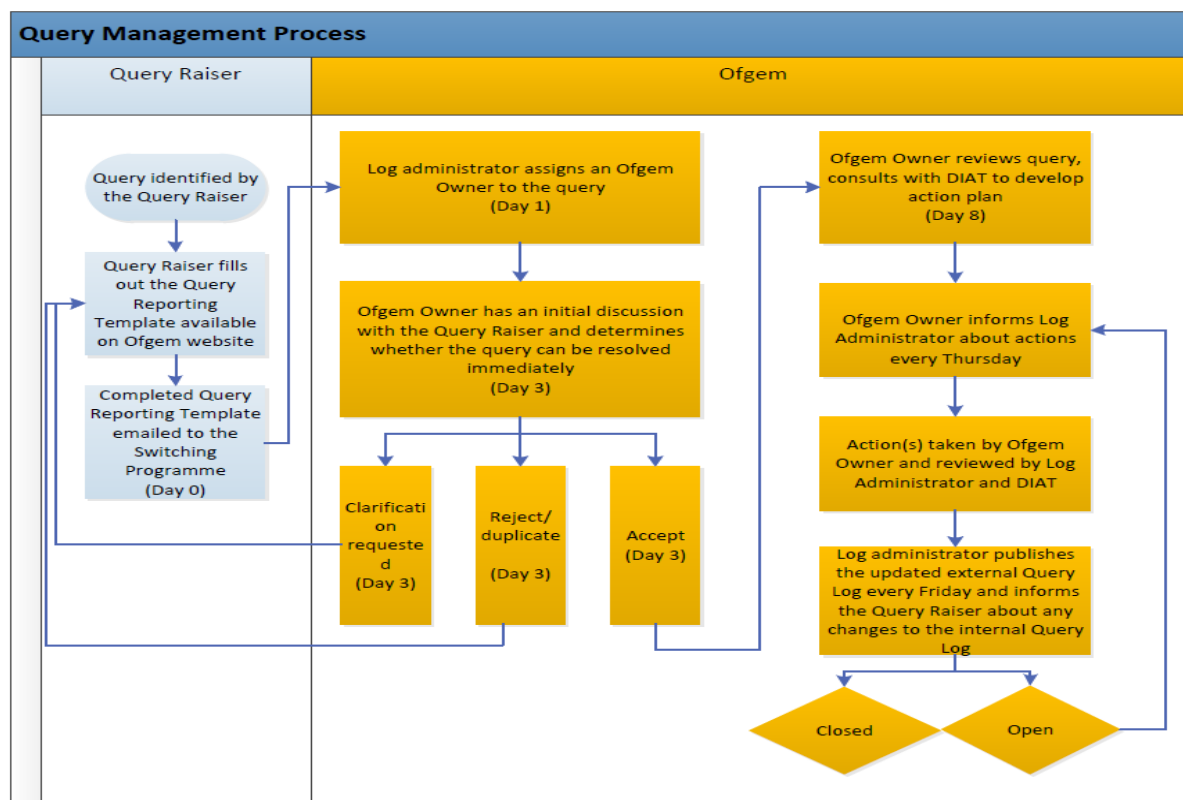 Query Management Process
Query Raiser
Ofgem
Query identified by
the Query Raiser
Query Raiser fills
out the Query
Reporting
Template available
on Ofgem website
Completed Query
Reporting Template
emailed to the
Switching
Programme
(Day 0)
Log administrator assigns an Ofgem
Owner to the query
(Day 1)
Ofgem Owner has an initial discussion
with the Query Raiser and determines
whether the query can be resolved
immediately
(Day 3)
Clarificati
on
requeste
d
(Day 3)
Reject/
duplicate
(Day 3)
Accept
(Day 3)
Ofgem Owner reviews query,
consults with DIAT to develop
action plan
(Day 8)
Ofgem Owner informs Log
Administrator about actions
every Thursday
Action(s) taken by Ofgem
Owner and reviewed by Log
Administrator and DIAT
Log administrator publishes
the updated external Query
Log every Friday and informs
the Query Raiser about any
changes to the internal Query
Log
Closed
Open